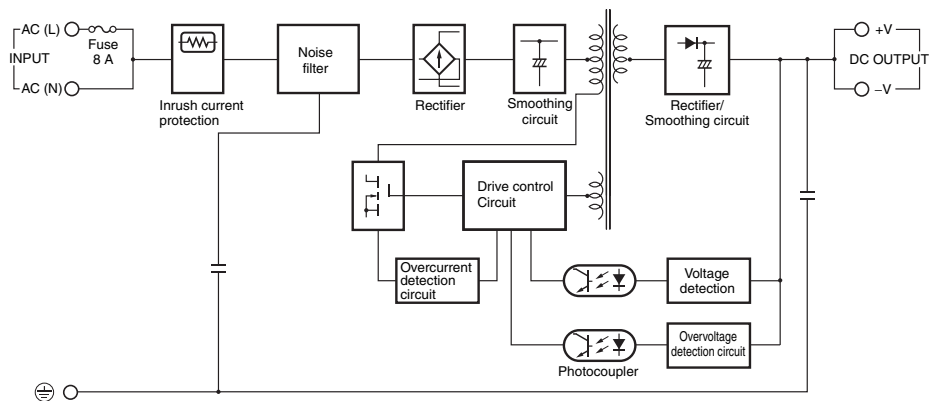 AC (L)
Fuse
8 A
INPUT
AC (N)
Inrush current
protection
Noise
filter
Rectifier
Smoothing
circuit
Rectifier/
Smoothing circuit
+V
DC OUTPUT
–V
Drive control
Circuit
Overcurrent
detection
circuit
Voltage
detection
Overvoltage
detection circuit
Photocoupler